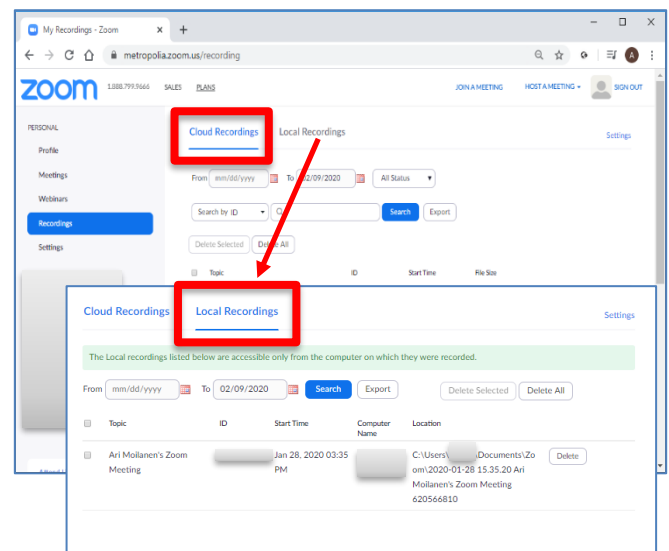 My Recordings - Zoom
metropolia.zoom.us/recording
A
zoom 1.888.799.9666 SALES PLANS JOIN A MEETING HOST A MEETING SIGN OUT
PERSONAL
Profile
Meetings
Webinars
Recordings
Settings
Cloud Recordings Local Recordings Settings
From mm/dd/yyyy To 02/09/2020 All Status
Search by ID Search Export
Delete Selected Delete All
Topic ID Start Time File Size
Cloud Recordings Local Recordings Settings
The Local recordings listed below are accessible only from the computer on which they were recorded.
From mm/dd/yyyy To 02/09/2020 Search Export Delete Selected Delete All
Topic ID Start Time Computer Name Location
Ari Moilanen's Zoom Jan 28, 2020 03:35 C:\Users\ \Documents\Zo Delete
Meeting PM om\2020-01-28 15.35.20 Ari
Moilanen's Zoom Meeting
620566810